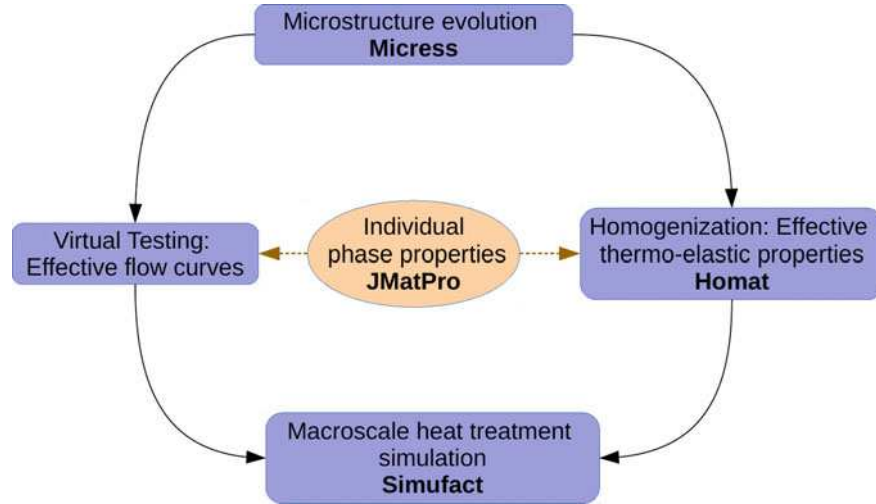 Microstructure evolution
Micress
Virtual Testing:
Effective flow curves
Individual
phase properties
JMatPro
Homogenization: Effective
thermo-elastic properties
Homat
Macroscale heat treatment
simulation
Simufact